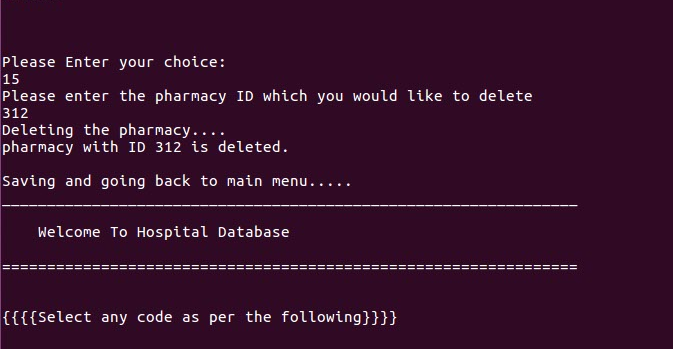 Please Enter your choice:
15
Please enter the pharmacy ID which you would like to delete
312
Deleting the pharmacy....
pharmacy with ID 312 is deleted.
Saving and going back to main menu.....
________________________________________________________________
Welcome To Hospital Database
================================================================
{{{{Select any code as per the following}}}}